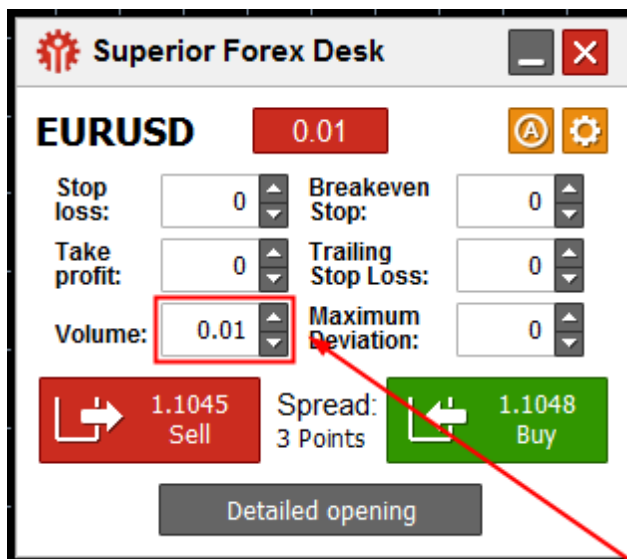 Superior Forex Desk
EURUSD 0.01 A
Stop loss: 0 Breakeven Stop: 0
Take profit: 0 Trailing Stop Loss: 0
Volume: 0.01 Maximum Deviation: 0
1.1045 Sell Spread: 3 Points 1.1048 Buy
Detailed opening